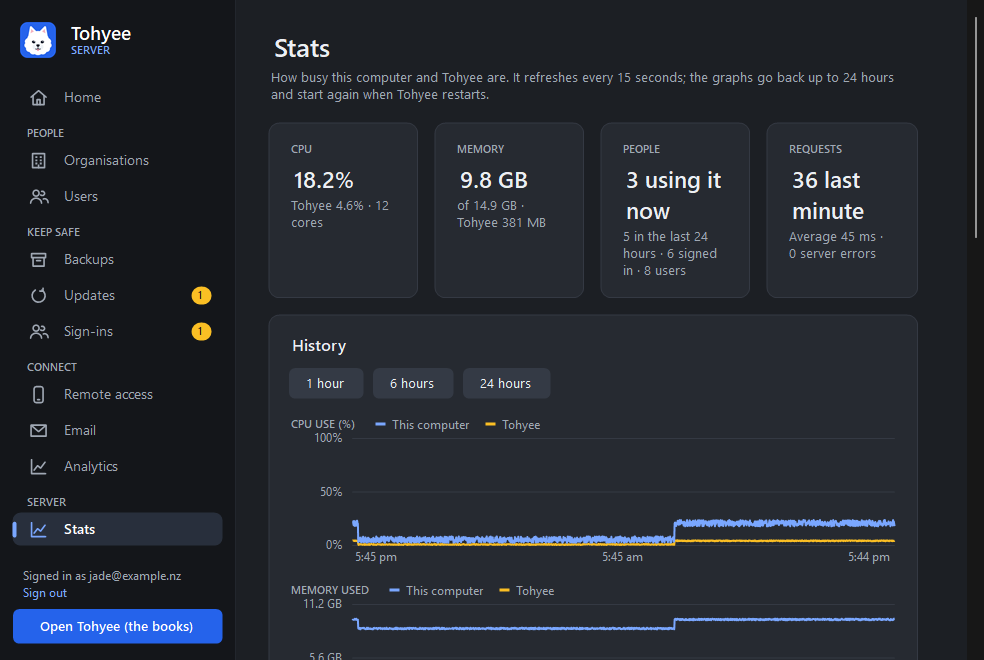 Tohyee
SERVER
Home
PEOPLE
Organisations
Users
KEEP SAFE
Backups
Updates 1
Sign-ins 1
CONNECT
Remote access
Email
Analytics
SERVER
Stats
Signed in as jade@example.nz
Sign out
Open Tohyee (the books)
Stats
How busy this computer and Tohyee are. It refreshes every 15 seconds; the graphs go back up to 24 hours
and start again when Tohyee restarts.
CPU
18.2%
Tohyee 4.6% · 12
cores
MEMORY
9.8 GB
of 14.9 GB ·
Tohyee 381 MB
PEOPLE
3 using it
now
5 in the last 24
hours · 6 signed
in · 8 users
REQUESTS
36 last
minute
Average 45 ms ·
0 server errors
History
1 hour 6 hours 24 hours
CPU USE (%) This computer Tohyee
100%
50%
0%
5:45 pm 5:45 am 5:44 pm
MEMORY USED This computer Tohyee
11.2 GB
5.6 GB